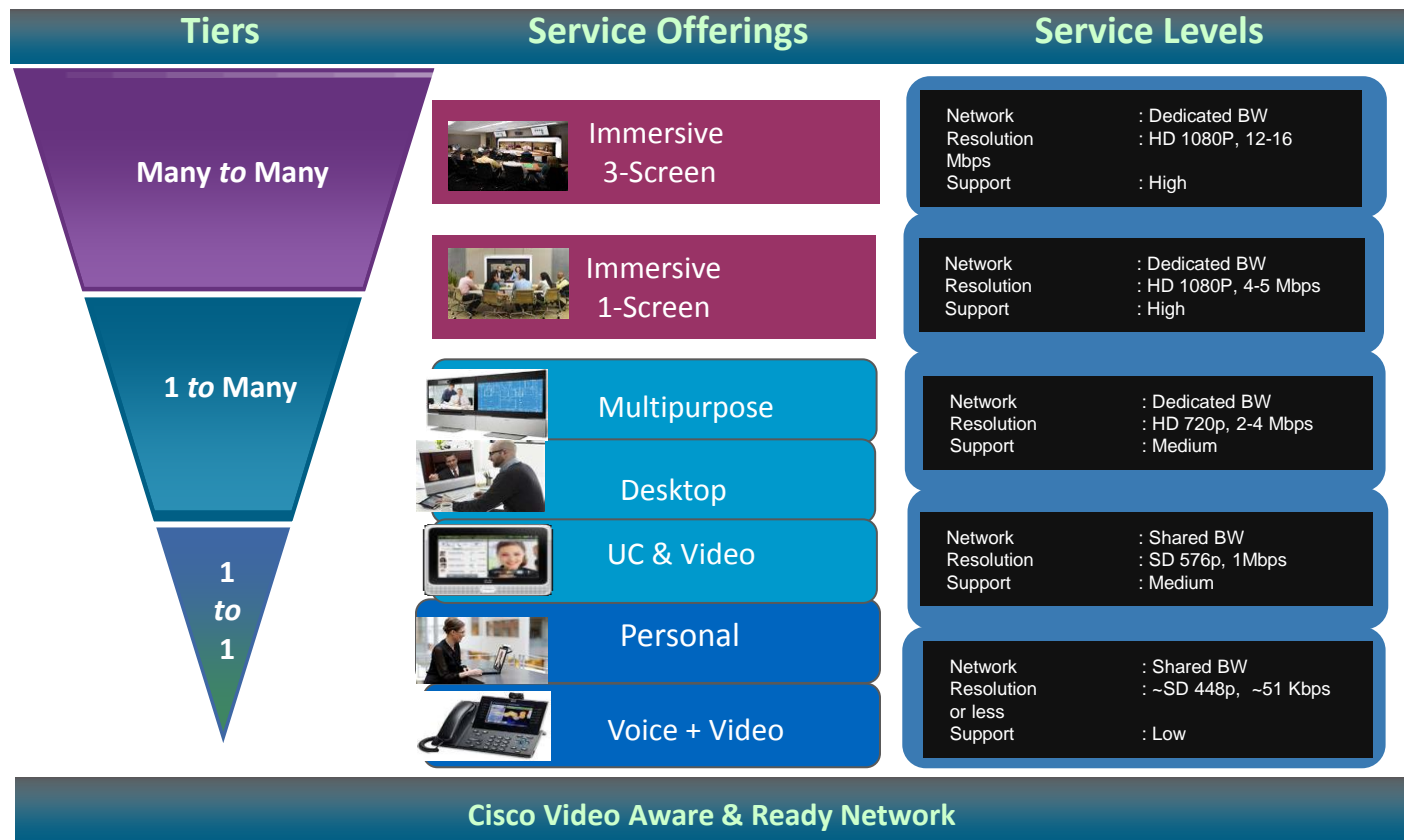 Tiers
Service Offerings
Service Levels
Many to Many
1 to Many
1
to
1
Immersive
3-Screen
Immersive
1-Screen
Multipurpose
Desktop
UC & Video
Personal
Voice + Video
Network : Dedicated BW
Resolution : HD 1080P, 12-16
Mbps
Support : High
Network : Dedicated BW
Resolution : HD 1080P, 4-5 Mbps
Support : High
Network : Dedicated BW
Resolution : HD 720p, 2-4 Mbps
Support : Medium
Network : Shared BW
Resolution : SD 576p, 1Mbps
Support : Medium
Network : Shared BW
Resolution : ~SD 448p, ~51 Kbps
or less
Support : Low
Cisco Video Aware & Ready Network